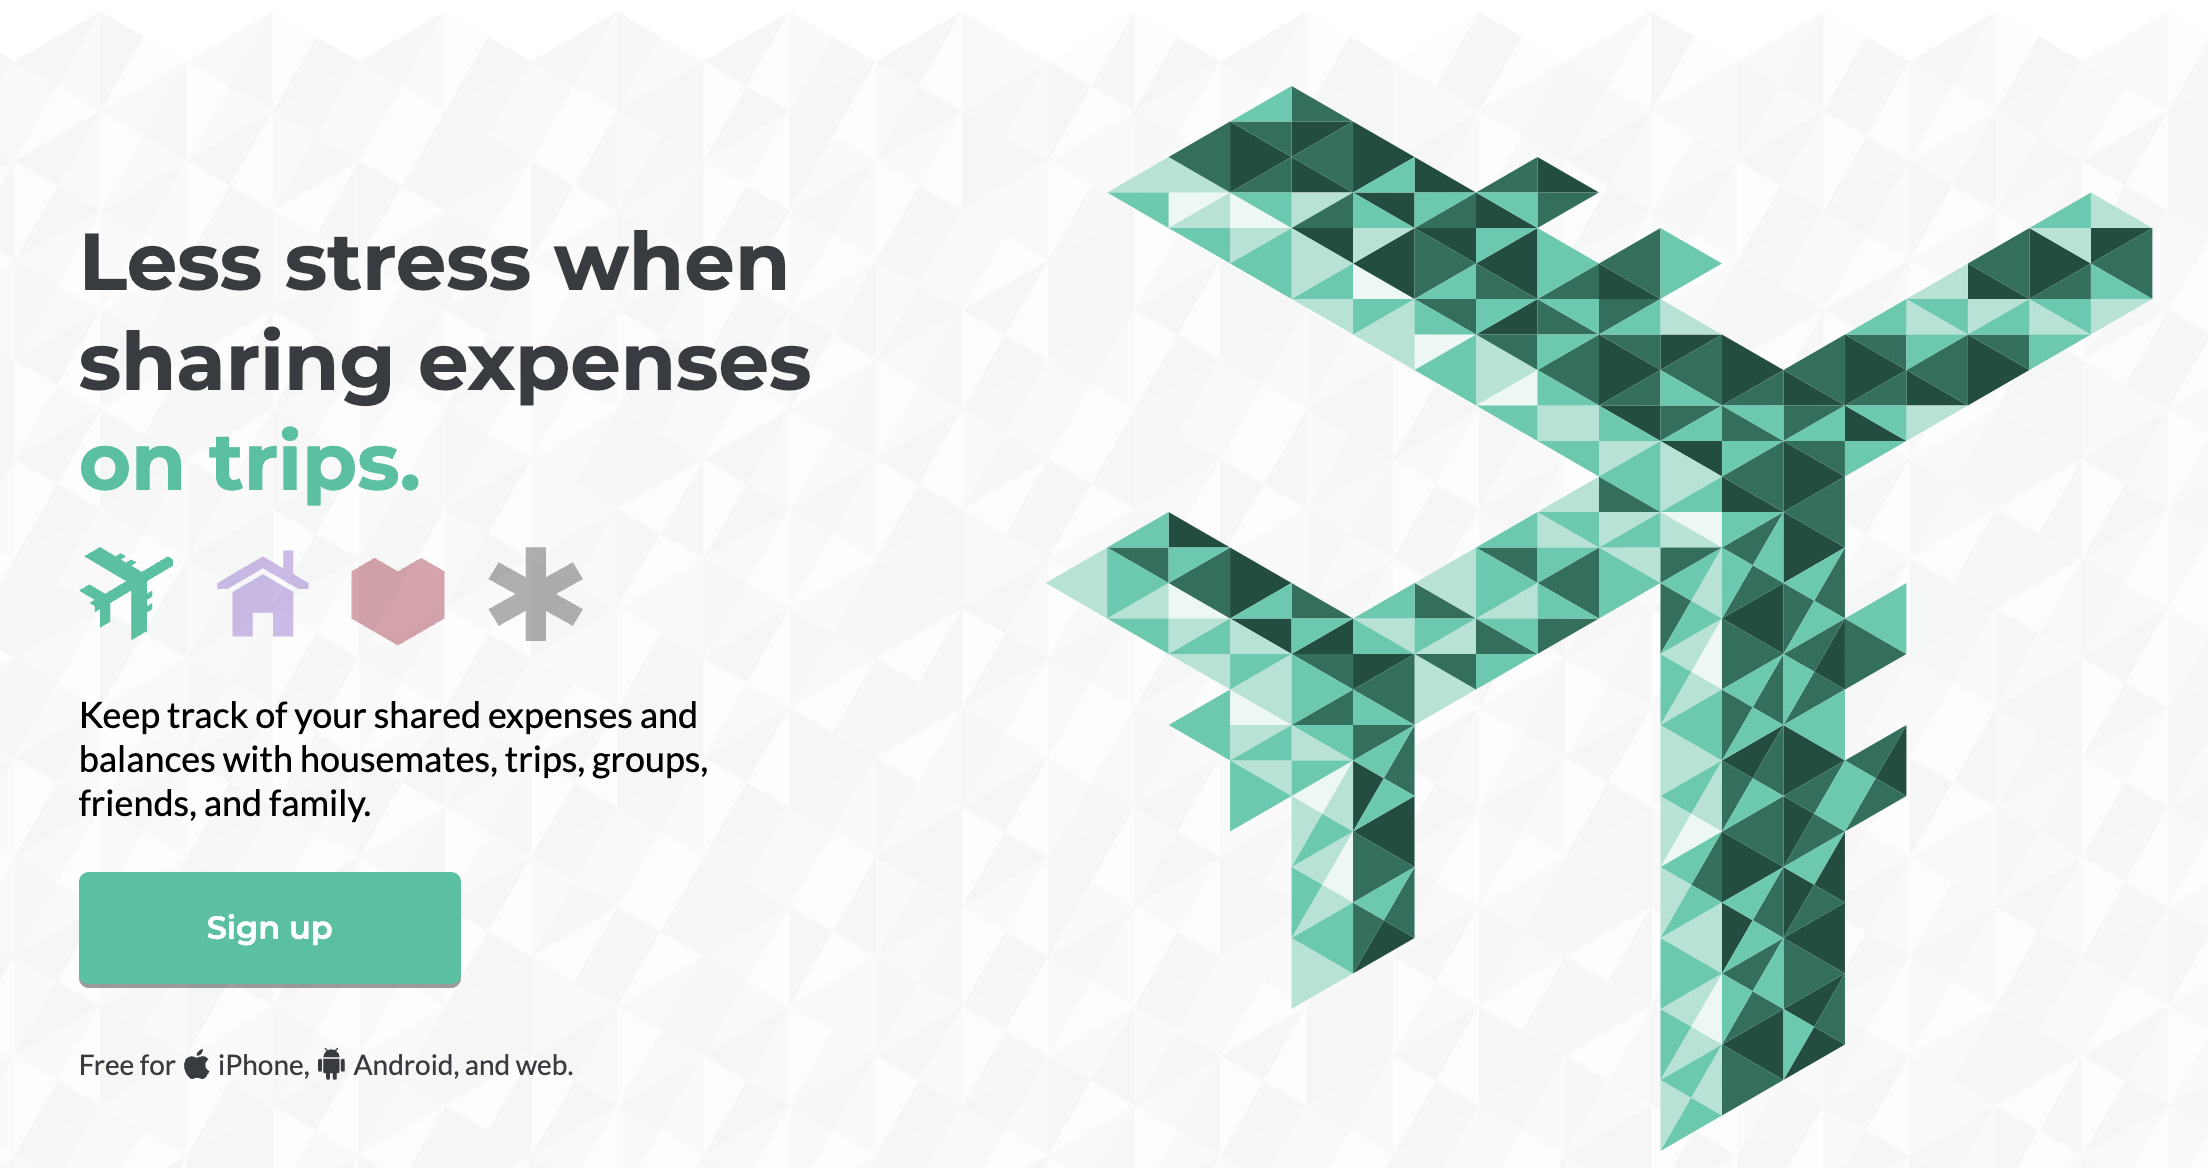 Less stress when
sharing expenses
on trips.
Keep track of your shared expenses and
balances with housemates, trips, groups,
friends, and family.
Sign up
Free for iPhone, Android, and web.